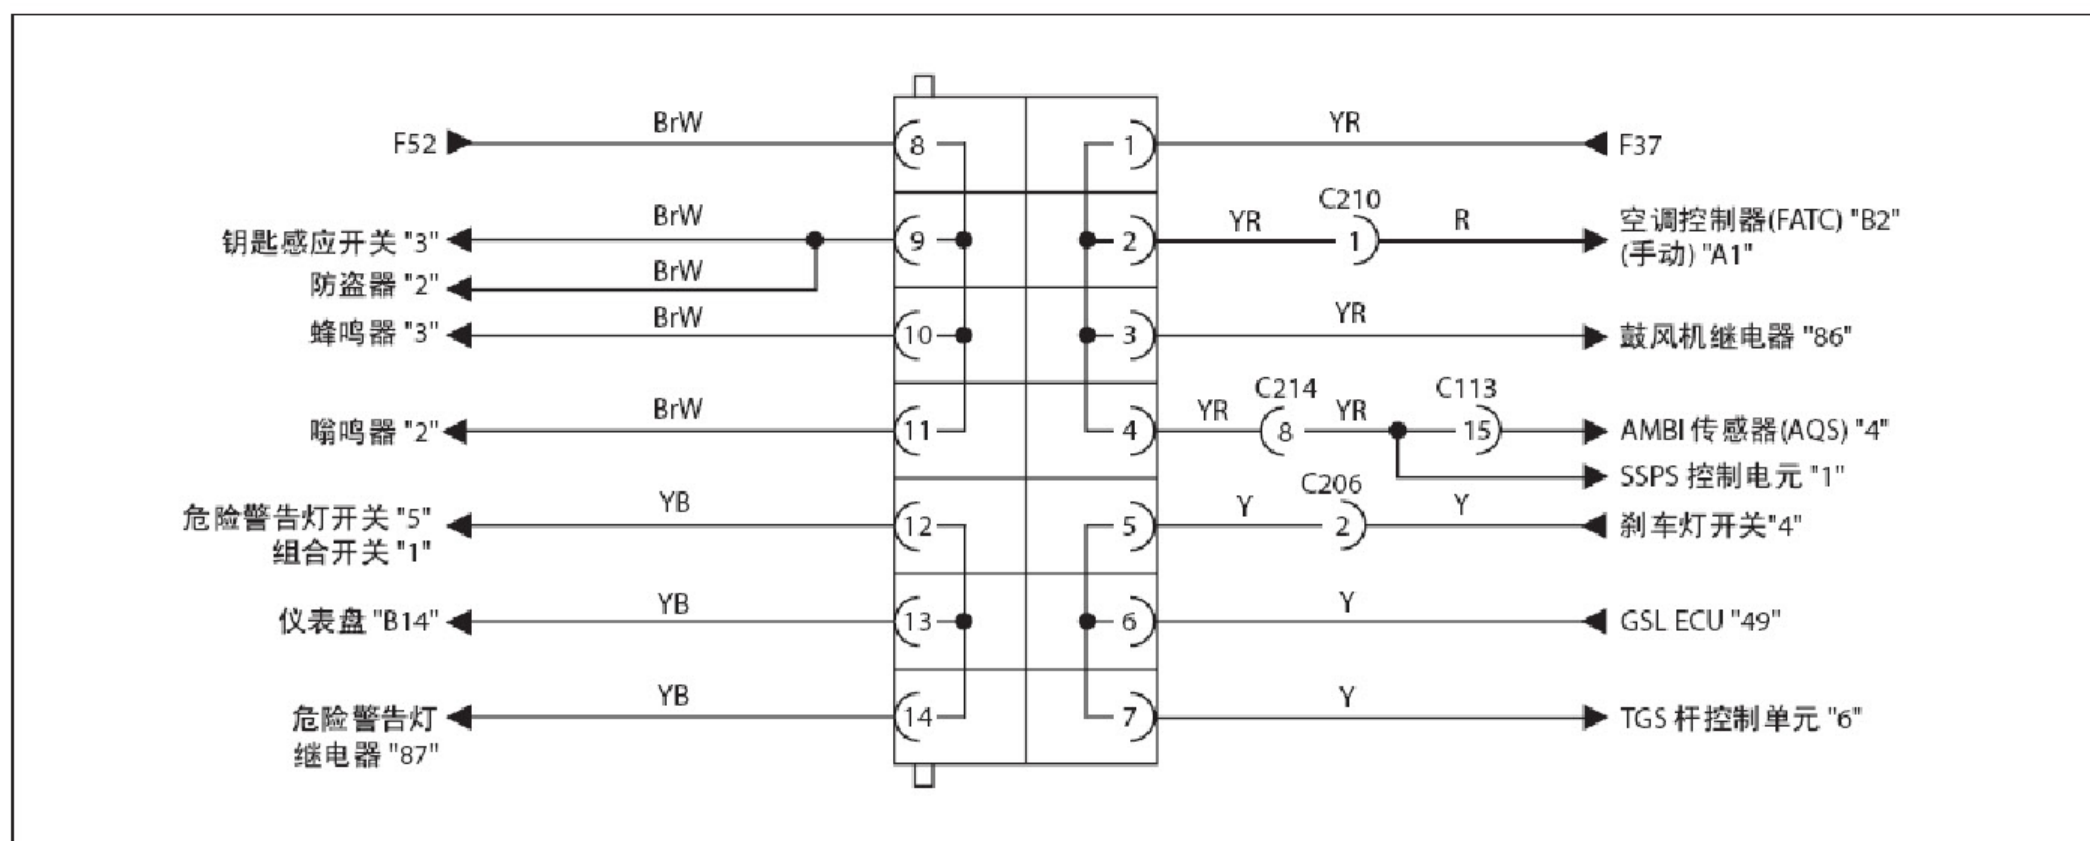 BrW
YR
F52
8
1
F37
C210
BrW
YR
R
空调控制器(FATC) "B2"
钥匙感应开关 "3"
9
2
1
(手动) "A1"
防盗器 "2"
BrW
BrW
YR
蜂鸣器 "3"
10
3
鼓风机继电器 "86"
C214
C113
BrW
YR
YR
嗡鸣器 "2"
11
4
8
15
AMBI 传感器(AQS) "4"
SSPS 控制电元 "1"
C206
YB
Y
Y
危险警告灯开关 "5"
12
5
2
刹车灯开关"4"
组合开关 "1"
YB
Y
仪表盘 "B14"
13
6
GSL ECU "49"
YB
Y
危险警告灯
14
7
TGS 杆控制单元 "6"
继电器 "87"